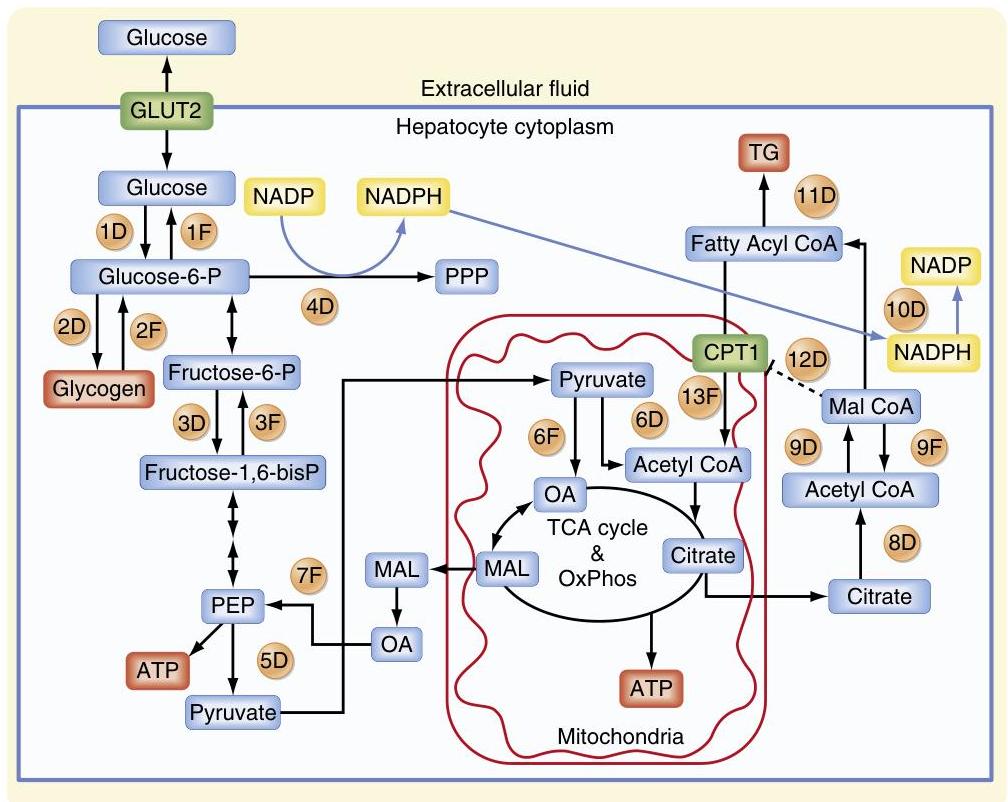 Glucose
Extracellular fluid
GLUT2
Hepatocyte cytoplasm
TG
Glucose
NADP
NADPH
11D
1D
1F
Fatty Acyl CoA
NADP
Glucose-6-P
PPP
4D
10D
2D
2F
CPT1
NADPH
12D
Glycogen
Fructose-6-P
Pyruvate
13F
Mal CoA
3D
3F
6F
6D
9D
9F
Fructose-1,6-bisP
Acetyl CoA
Acetyl CoA
OA
TCA cycle
&
OxPhos
8D
MAL
MAL
Citrate
7F
PEP
Citrate
OA
ATP
5D
ATP
Pyruvate
Mitochondria